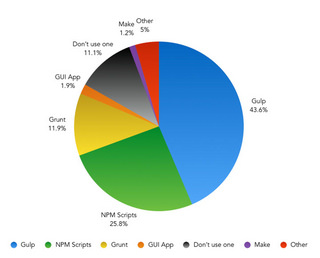 Make
1.2%
Other
5%
Don't use one
11.1%
GUI App
1.9%
Grunt
11.9%
Gulp
43.6%
NPM Scripts
25.8%
Gulp
NPM Scripts
Grunt
GUI App
Don't use one
Make
Other